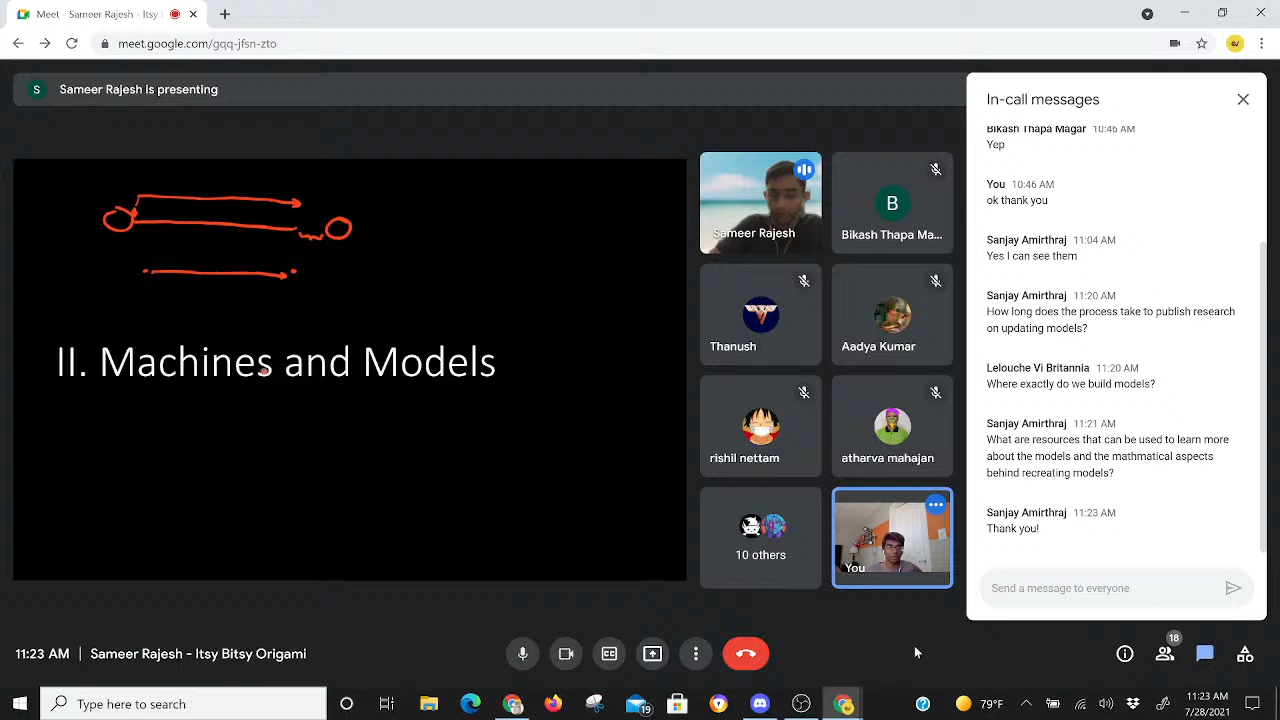 Meet - Sameer Rajesh - Itsy
meet.google.com/gqq-jfsn-zto
S
Sameer Rajesh is presenting
II. Machines and Models
Sameer Rajesh
B
Bikash Thapa Ma...
Thanush
Aadya Kumar
rishil nettam
atharva mahajan
10 others
You
In-call messages
Bikash Thapa Magar 10:46 AM
Yep
You 10:46 AM
ok thank you
Sanjay Amirthraj 11:04 AM
Yes I can see them
Sanjay Amirthraj 11:20 AM
How long does the process take to publish research
on updating models?
Lelouche Vi Britannia 11:20 AM
Where exactly do we build models?
Sanjay Amirthraj 11:21 AM
What are resources that can be used to learn more
about the models and the mathmatical aspects
behind recreating models?
Sanjay Amirthraj 11:23 AM
Thank you!
Send a message to everyone
11:23 AM | Sameer Rajesh - Itsy Bitsy Origami
18
Type here to search
19
79°F
11:23 AM
7/28/2021